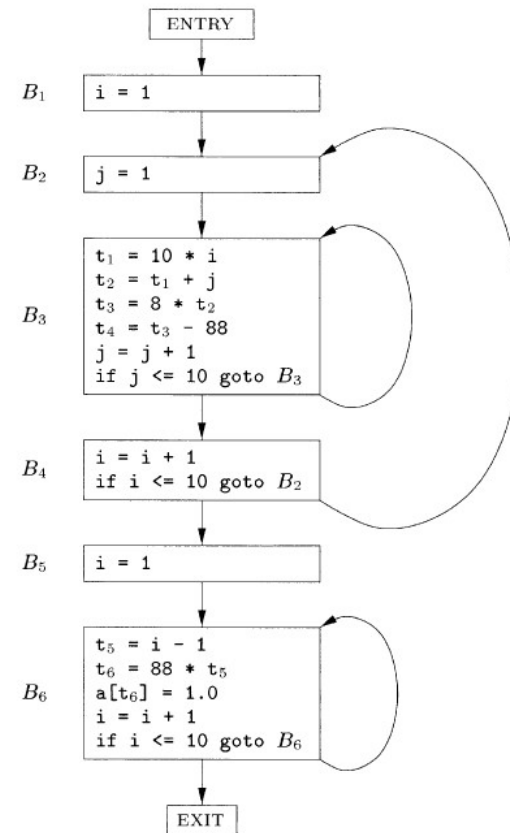 ENTRY
B₁ i = 1
B₂ j = 1
t₁ = 10 * i
t₂ = t₁ + j
t₃ = 8 * t₂
B₃ t₄ = t₃ - 88
j = j + 1
if j <= 10 goto B₃
B₄ i = i + 1
if i <= 10 goto B₂
B₅ i = 1
t₅ = i - 1
t₆ = 88 * t₅
B₆ a[t₆] = 1.0
i = i + 1
if i <= 10 goto B₆
EXIT